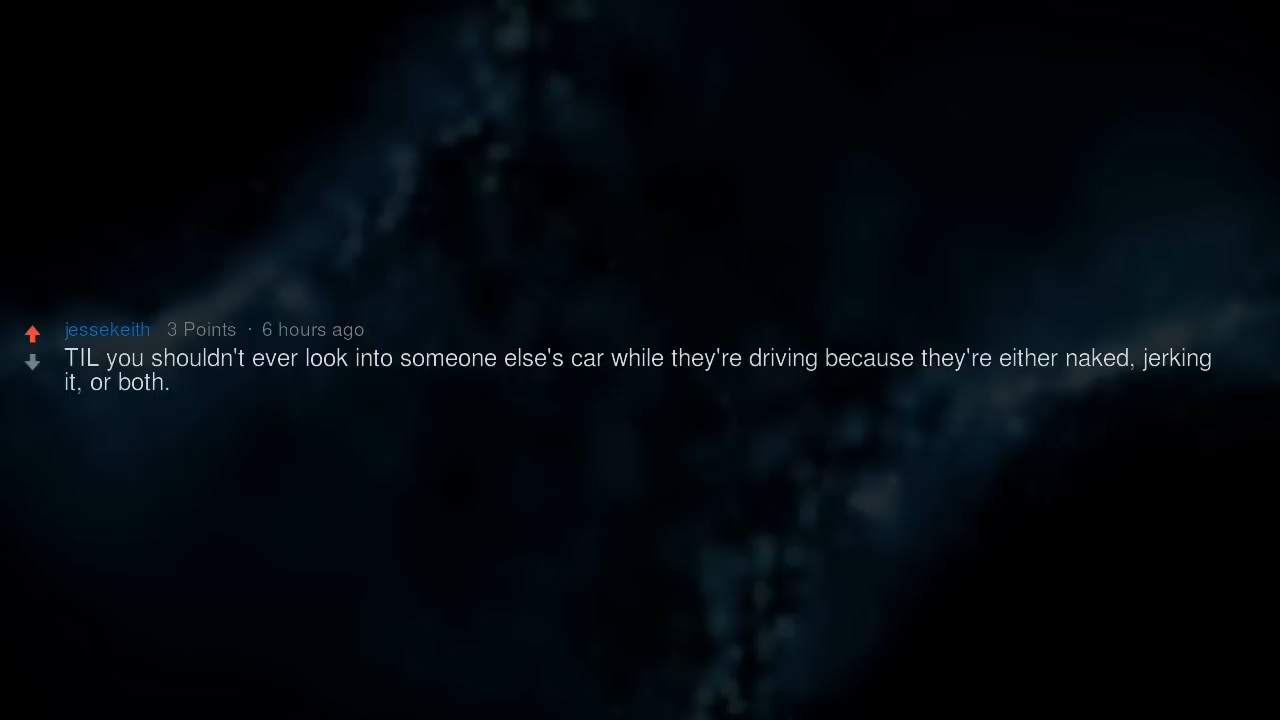 jessekeith 3 Points · 6 hours ago
TIL you shouldn't ever look into someone else's car while they're driving because they're either naked, jerking
it, or both.